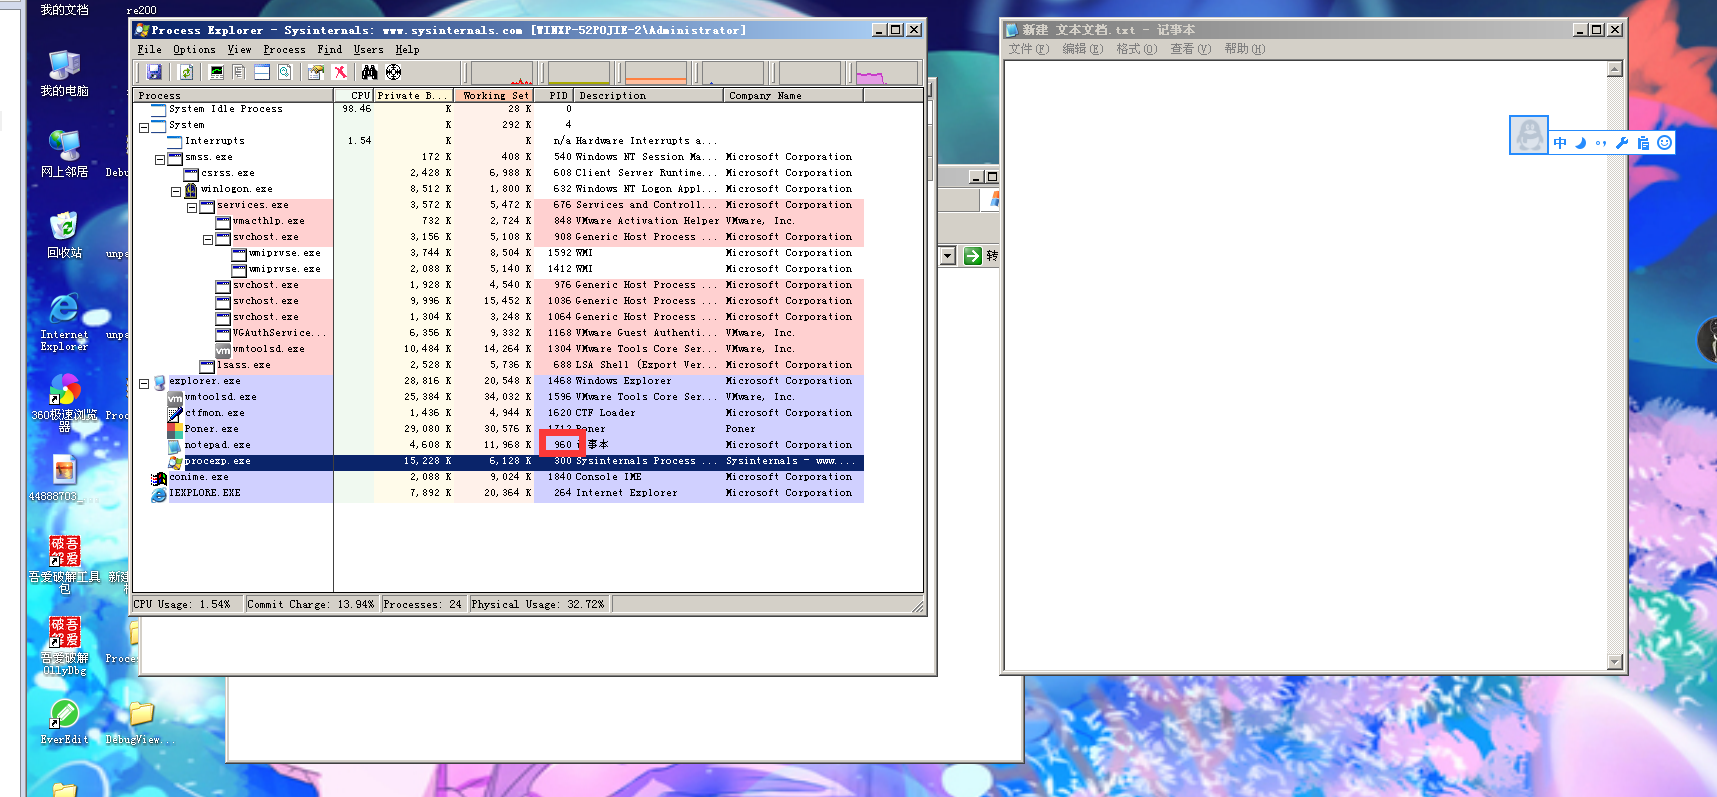 我的文档
re200
我的电脑
网上邻居
Debu
回收站
unpa
Internet
Explorer
unpa
360极速浏览
器
Proc
44888703_...
吾爱破解工具
包
新建
吾爱破解
OllyDbg
Proce
EverEdit
DebugView...
Process Explorer - Sysinternals: www.sysinternals.com [WINXP-52POJIE-2\Administrator]
File Options View Process Find Users Help
Process CPU Private B... Working Set PID Description Company Name
System Idle Process 98.46 K 28 K 0
System K 292 K 4
Interrupts 1.54 K K n/a Hardware Interrupts a...
smss.exe 172 K 408 K 540 Windows NT Session Ma... Microsoft Corporation
csrss.exe 2,428 K 6,988 K 608 Client Server Runtime... Microsoft Corporation
winlogon.exe 8,512 K 1,800 K 632 Windows NT Logon Appl... Microsoft Corporation
services.exe 3,572 K 5,472 K 676 Services and Controll... Microsoft Corporation
vmacthlp.exe 732 K 2,724 K 848 VMware Activation Helper VMware, Inc.
svchost.exe 3,156 K 5,108 K 908 Generic Host Process ... Microsoft Corporation
wmiprvse.exe 3,744 K 8,504 K 1592 WMI Microsoft Corporation
wmiprvse.exe 2,088 K 5,140 K 1412 WMI Microsoft Corporation
svchost.exe 1,928 K 4,540 K 976 Generic Host Process ... Microsoft Corporation
svchost.exe 9,996 K 15,452 K 1036 Generic Host Process ... Microsoft Corporation
svchost.exe 1,304 K 3,248 K 1064 Generic Host Process ... Microsoft Corporation
VGAuthService... 6,356 K 9,332 K 1168 VMware Guest Authenti... VMware, Inc.
vmtoolsd.exe 10,484 K 14,264 K 1304 VMware Tools Core Ser... VMware, Inc.
lsass.exe 2,528 K 5,736 K 688 LSA Shell (Export Ver... Microsoft Corporation
explorer.exe 28,816 K 20,548 K 1468 Windows Explorer Microsoft Corporation
vmtoolsd.exe 25,384 K 34,032 K 1596 VMware Tools Core Ser... VMware, Inc.
ctfmon.exe 1,436 K 4,944 K 1620 CTF Loader Microsoft Corporation
Poner.exe 29,080 K 30,576 K 1712 Poner Poner
notepad.exe 4,608 K 11,968 K 960 记事本 Microsoft Corporation
procexp.exe 15,228 K 6,128 K 300 Sysinternals Process ... Sysinternals - www....
conime.exe 2,088 K 9,024 K 1840 Console IME Microsoft Corporation
IEXPLORE.EXE 7,892 K 20,364 K 264 Internet Explorer Microsoft Corporation
CPU Usage: 1.54% Commit Charge: 13.94% Processes: 24 Physical Usage: 32.72%
转
新建 文本文档.txt - 记事本
文件(F) 编辑(E) 格式(O) 查看(V) 帮助(H)
中